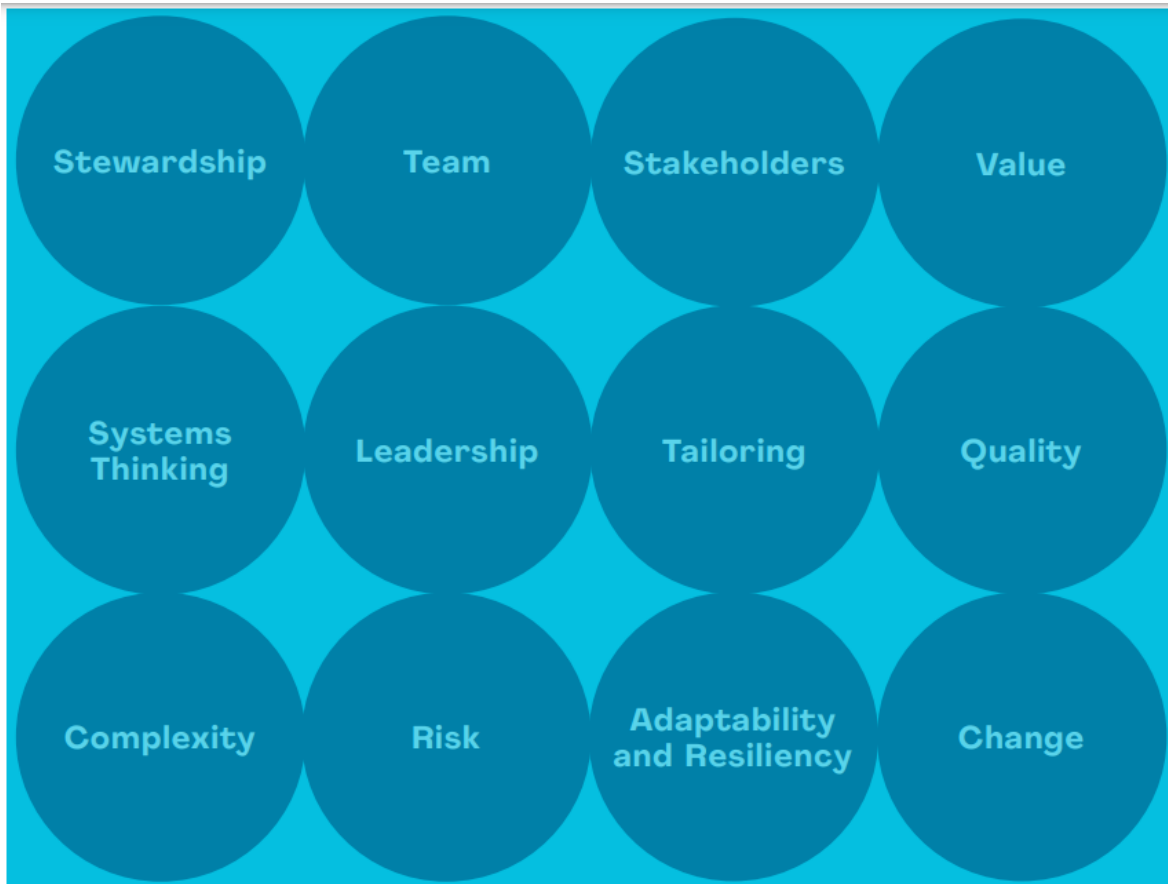 Stewardship
Team
Stakeholders
Value
Systems
Thinking
Leadership
Tailoring
Quality
Complexity
Risk
Adaptability
and Resiliency
Change